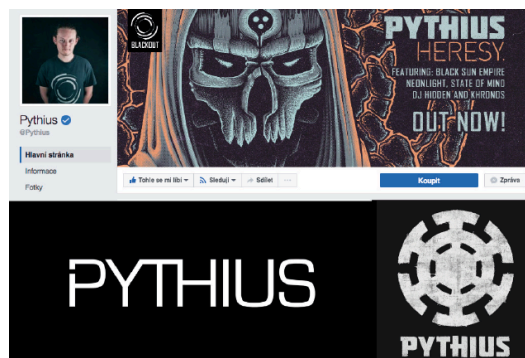 BLACKOUT
PYTHIUS
HERESY
FEATURING: BLACK SUN EMPIRE
NEONLIGHT, STATE OF MIND
DJ HIDDEN AND KHRONOS
OUT NOW!
Pythius
@Pythius
Hlavní stránka
Informace
Fotky
Tohle se mi líbí
Sleduji
Sdílet
...
Koupit
Zpráva
PYTHIUS
PYTHIUS